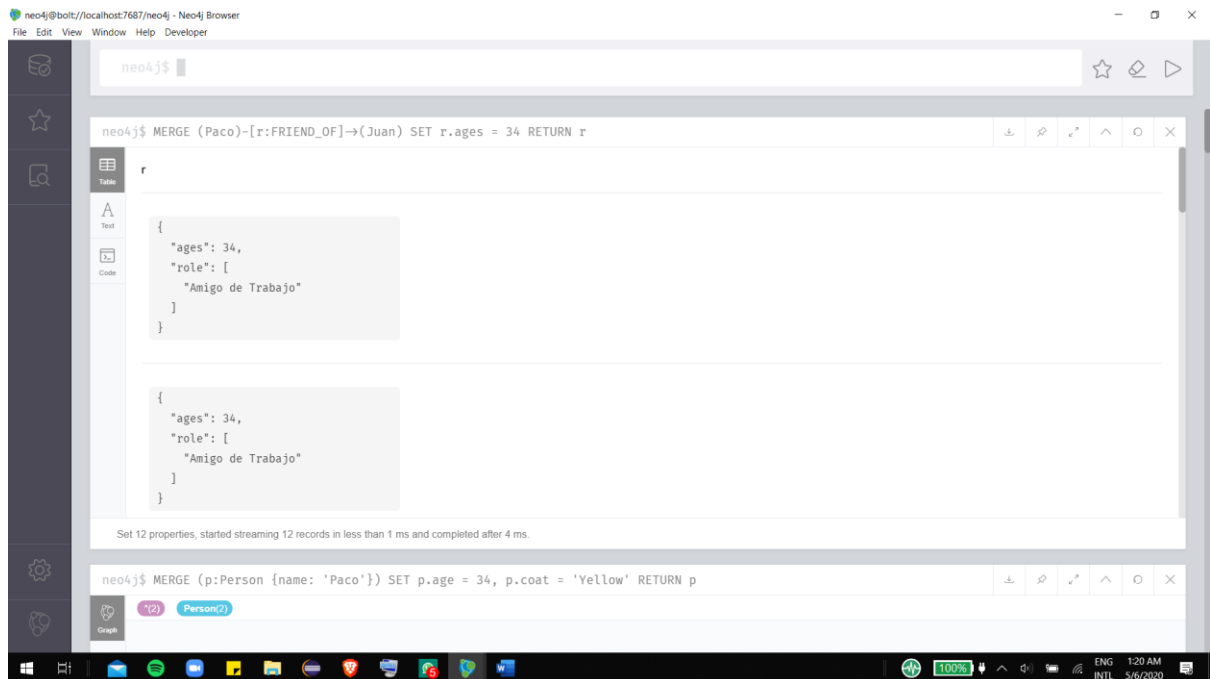 neo4j@bolt://localhost:7687/neo4j - Neo4j Browser
File Edit View Window Help Developer
neo4j$
neo4j$ MERGE (Paco)-[r:FRIEND_OF]→(Juan) SET r.ages = 34 RETURN r
Table
r
Text
Code
{
"ages": 34,
"role": [
"Amigo de Trabajo"
]
}
{
"ages": 34,
"role": [
"Amigo de Trabajo"
]
}
Set 12 properties, started streaming 12 records in less than 1 ms and completed after 4 ms.
neo4j$ MERGE (p:Person {name: 'Paco'}) SET p.age = 34, p.coat = 'Yellow' RETURN p
Graph
*(2) Person(2)
100%
ENG 1:20 AM
INTL 5/6/2020